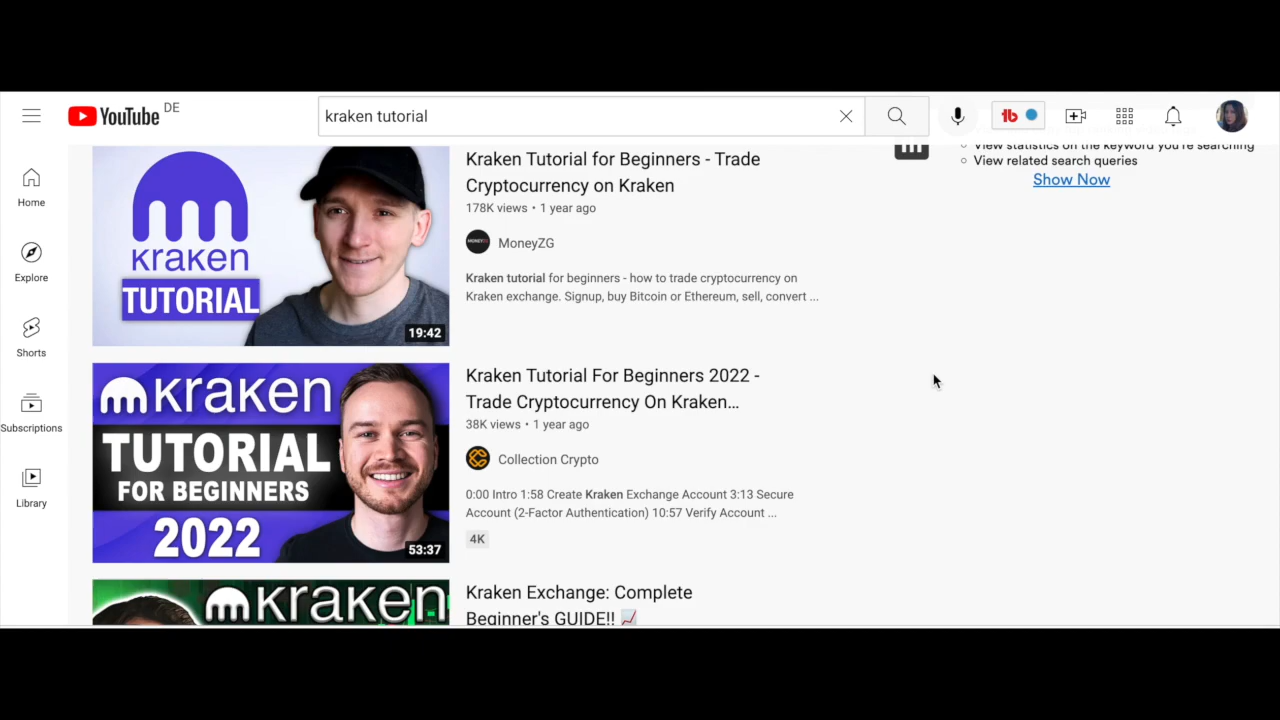 YouTube DE
kraken tutorial
View statistics on the keyword you're searching
View related search queries
Show Now
Home
Explore
Shorts
Subscriptions
Library
kraken
TUTORIAL
19:42
Kraken Tutorial for Beginners - Trade
Cryptocurrency on Kraken
178K views • 1 year ago
MoneyZG
Kraken tutorial for beginners - how to trade cryptocurrency on
Kraken exchange. Signup, buy Bitcoin or Ethereum, sell, convert ...
kraken
TUTORIAL
FOR BEGINNERS
2022
53:37
Kraken Tutorial For Beginners 2022 -
Trade Cryptocurrency On Kraken...
38K views • 1 year ago
Collection Crypto
0:00 Intro 1:58 Create Kraken Exchange Account 3:13 Secure
Account (2-Factor Authentication) 10:57 Verify Account ...
4K
kraken
Kraken Exchange: Complete
Beginner's GUIDE!! 📈